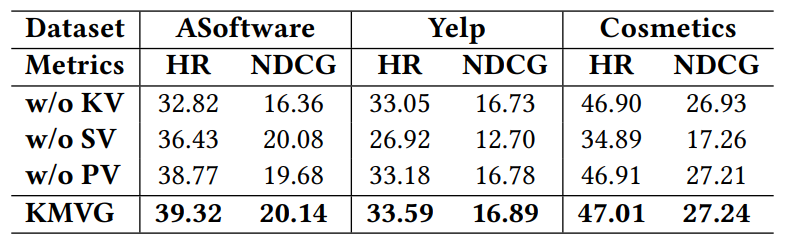 Dataset ASoftware Yelp Cosmetics
Metrics HR NDCG HR NDCG HR NDCG
w/o KV 32.82 16.36 33.05 16.73 46.90 26.93
w/o SV 36.43 20.08 26.92 12.70 34.89 17.26
w/o PV 38.77 19.68 33.18 16.78 46.91 27.21
KMVG 39.32 20.14 33.59 16.89 47.01 27.24